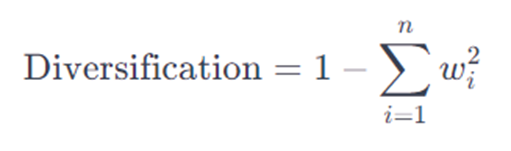 Diversification = 1 − ∑_{i=1}^{n} w_i^2